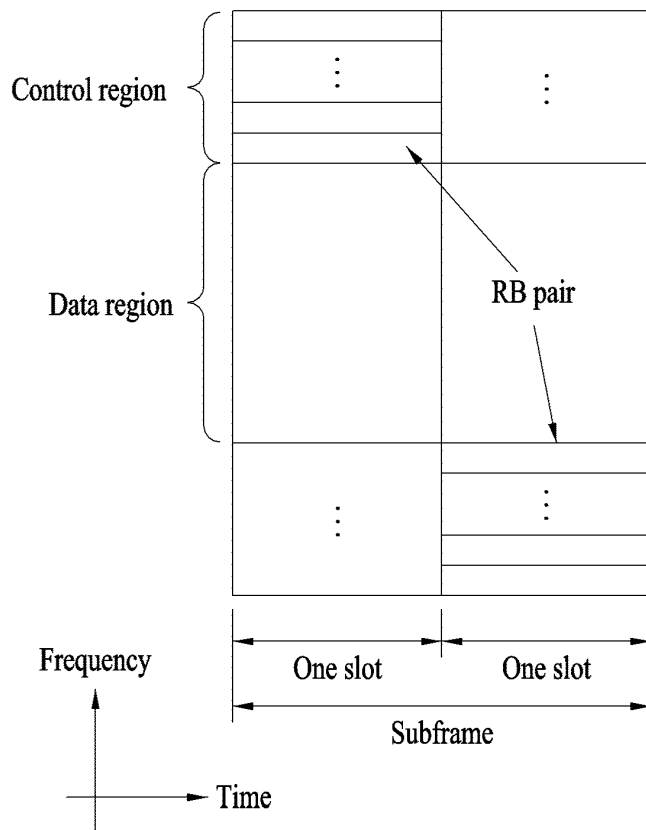 Control region
Data region
RB pair
One slot
One slot
Subframe
Frequency
Time